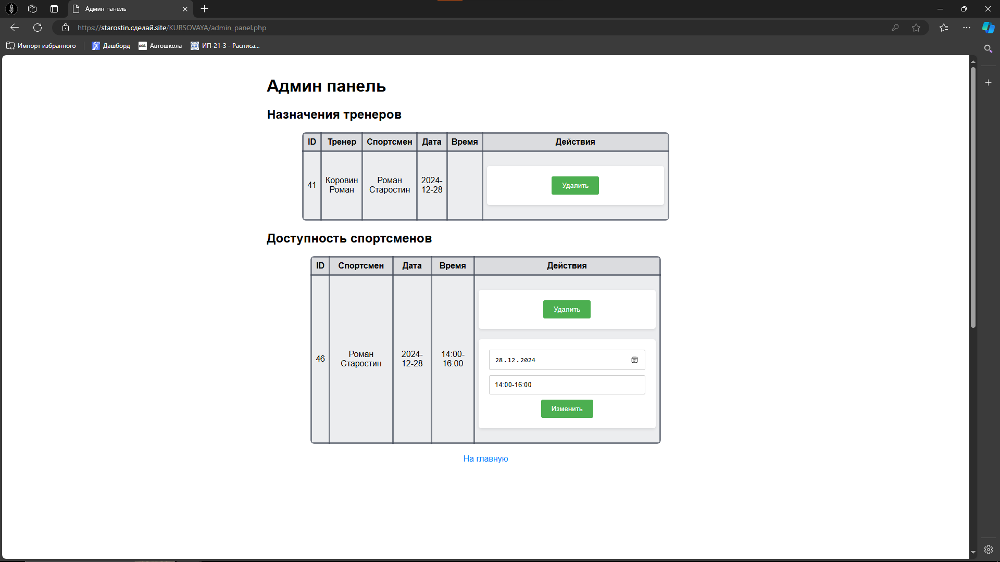 Админ панель
https://starostin.сделай.site/KURSOVAYA/admin_panel.php
Импорт избранного
Дашборд
Автошкола
ИП-21-3 - Расписа...
Админ панель
Назначения тренеров
ID Тренер Спортсмен Дата Время Действия
41
Коровин
Роман
Роман
Старостин
2024-
12-28
Удалить
Доступность спортсменов
ID Спортсмен Дата Время Действия
46
Роман
Старостин
2024-
12-28
14:00-
16:00
Удалить
28.12.2024
14:00-16:00
Изменить
На главную